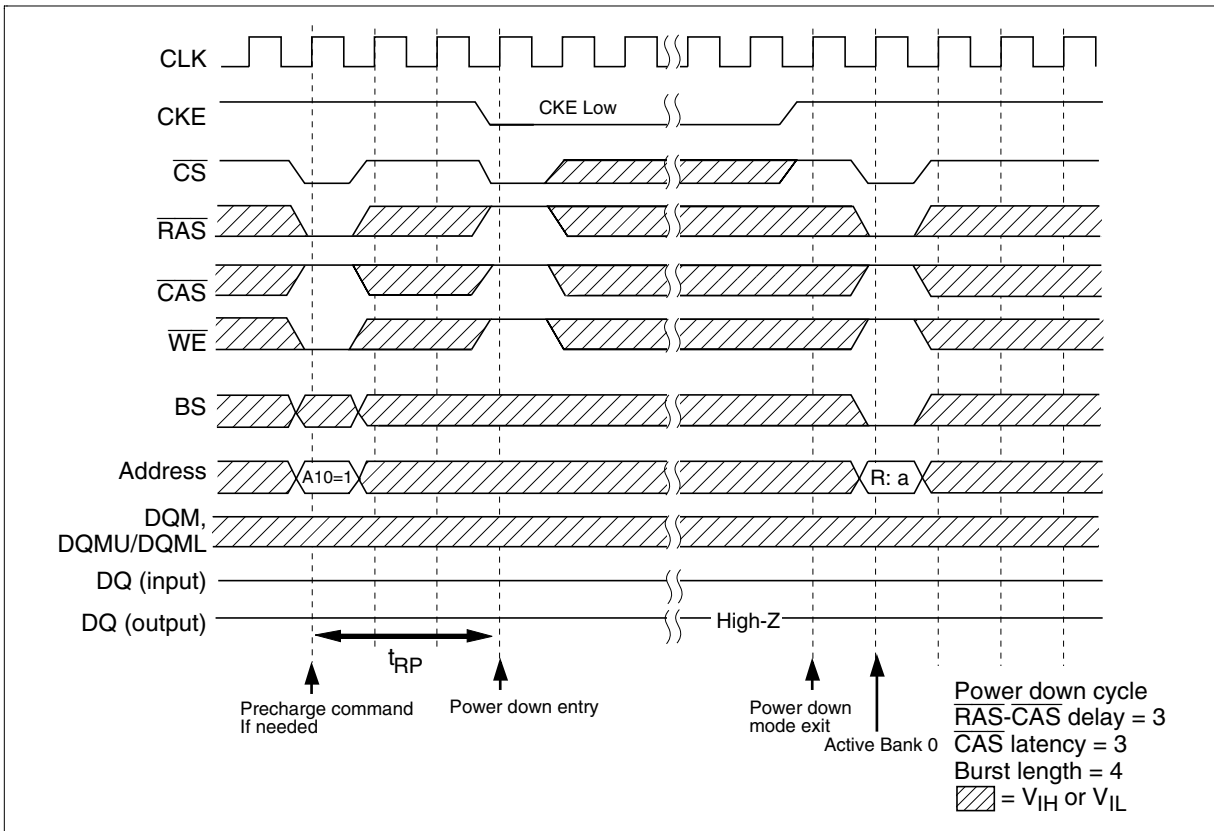 CLK
CKE
CKE Low
CS
RAS
CAS
WE
BS
Address
A10=1
R: a
DQM,
DQMU/DQML
DQ (input)
DQ (output)
High-Z
tRP
Precharge command
If needed
Power down entry
Power down
mode exit
Active Bank 0
Power down cycle
RAS-CAS delay = 3
CAS latency = 3
Burst length = 4
= VIH or VIL